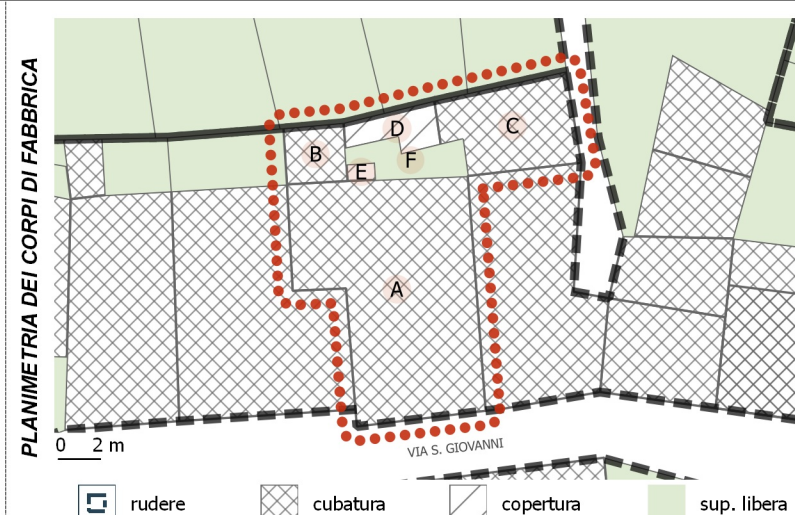 PLANIMETRIA DEI CORPI DI FABBRICA
D
C
B
F
E
A
0 2 m
VIA S. GIOVANNI
rudere cubatura copertura sup. libera